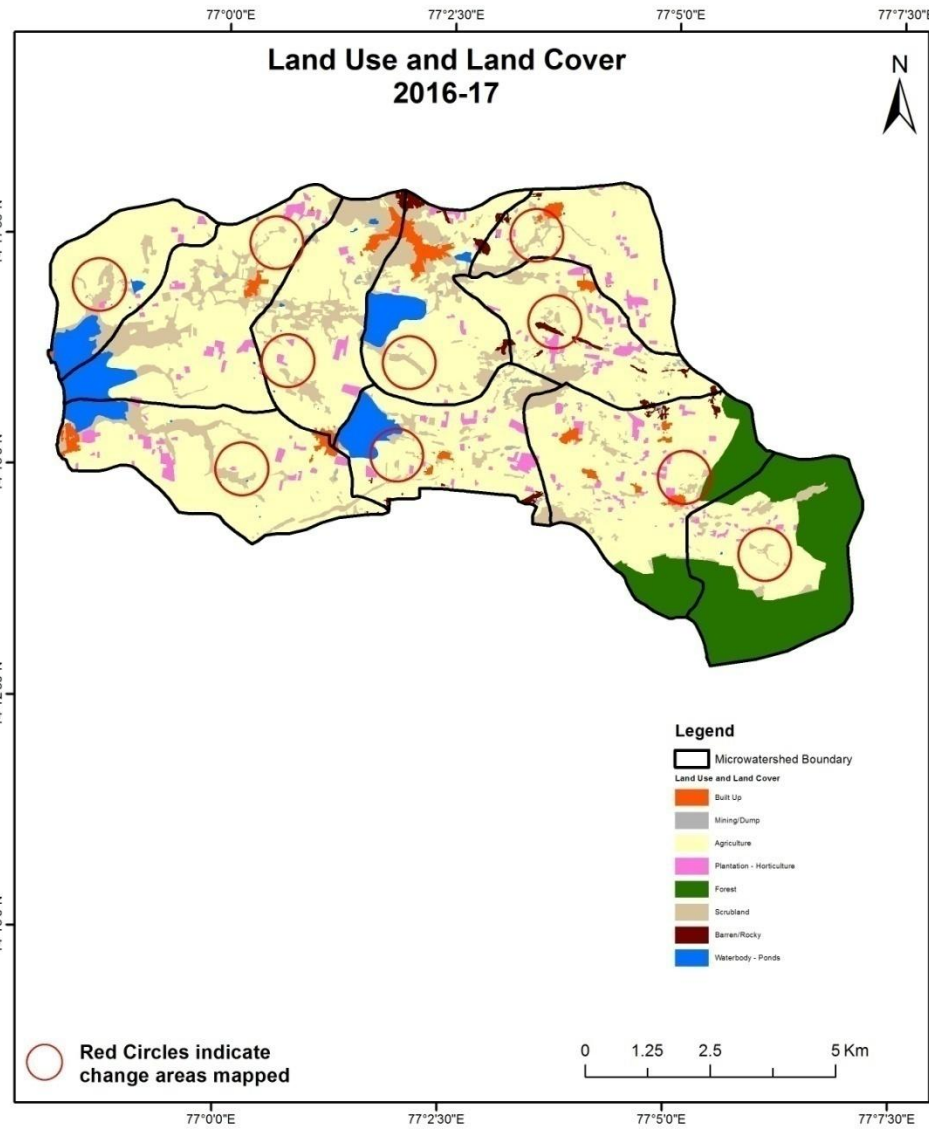 77°0'0"E 77°2'30"E 77°5'0"E 77°7'30"E
Land Use and Land Cover
2016-17
N
Legend
Microwatershed Boundary
Land Use and Land Cover
Built Up
Mining/Dump
Agriculture
Plantation - Horticulture
Forest
Scrubland
Barren/Rocky
Waterbody - Ponds
Red Circles indicate
change areas mapped
0 1.25 2.5 5 Km
77°0'0"E 77°2'30"E 77°5'0"E 77°7'30"E